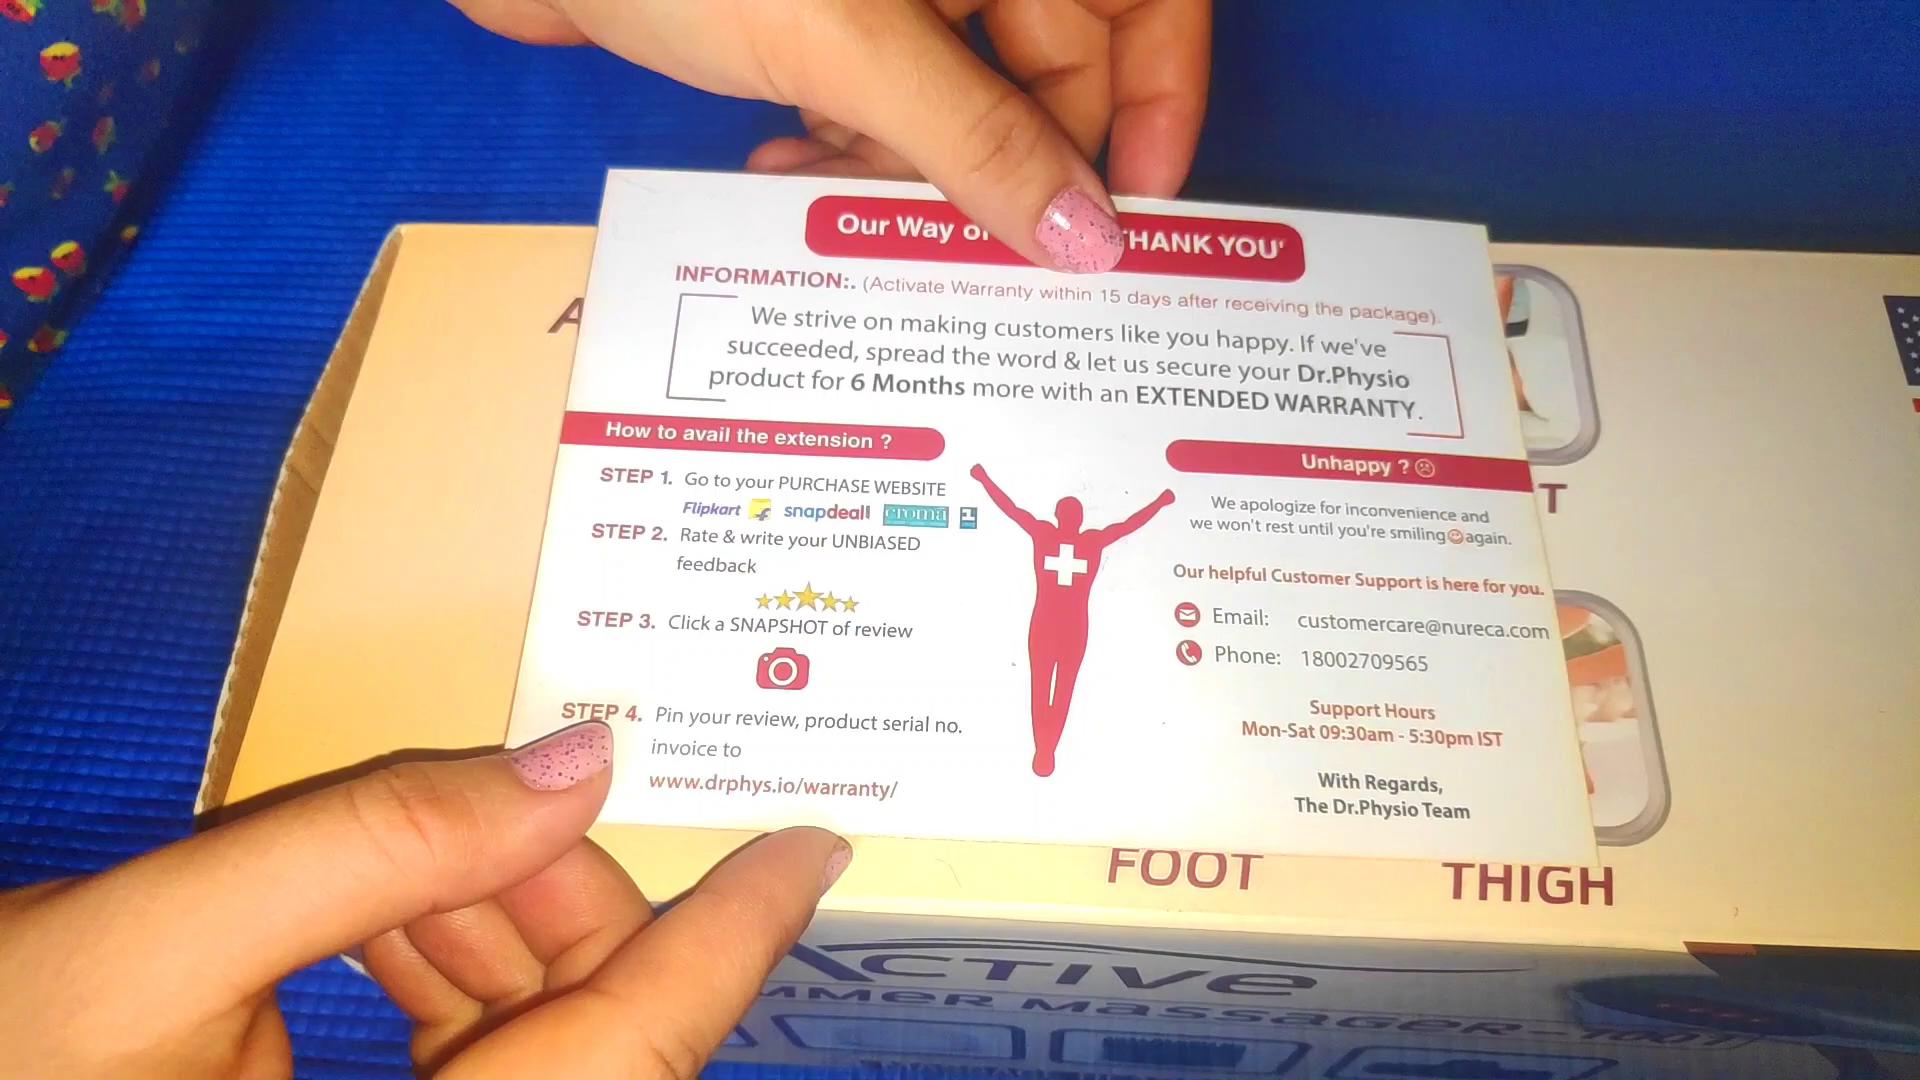 Our Way THANK YOU'
INFORMATION:. (Activate Warranty within 15 days after receiving the package).
We strive on making customers like you happy. If we've
succeeded, spread the word & let us secure your Dr.Physio
product for 6 Months more with an EXTENDED WARRANTY.
How to avail the extension ?
STEP 1. Go to your PURCHASE WEBSITE
Flipkart snapdeal croma 1
STEP 2. Rate & write your UNBIASED
feedback
STEP 3. Click a SNAPSHOT of review
STEP 4. Pin your review, product serial no.
invoice to
www.drphys.io/warranty/
Unhappy ?
We apologize for inconvenience and
we won't rest until you're smiling again.
Our helpful Customer Support is here for you.
Email: customercare@nureca.com
Phone: 18002709565
Support Hours
Mon-Sat 09:30am - 5:30pm IST
With Regards,
The Dr.Physio Team
FOOT THIGH
ACTIVE
MMER MASSAGER-1001